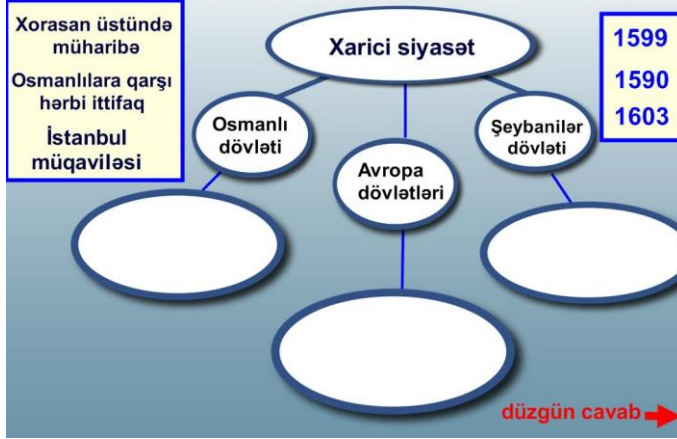 Xorasan üstündə
müharibə
Osmanlılara qarşı
hərbi ittifaq
İstanbul
müqaviləsi
Xarici siyasət
1599
1590
1603
Osmanlı
dövləti
Avropa
dövlətləri
Şeybanilər
dövləti
düzgün cavab